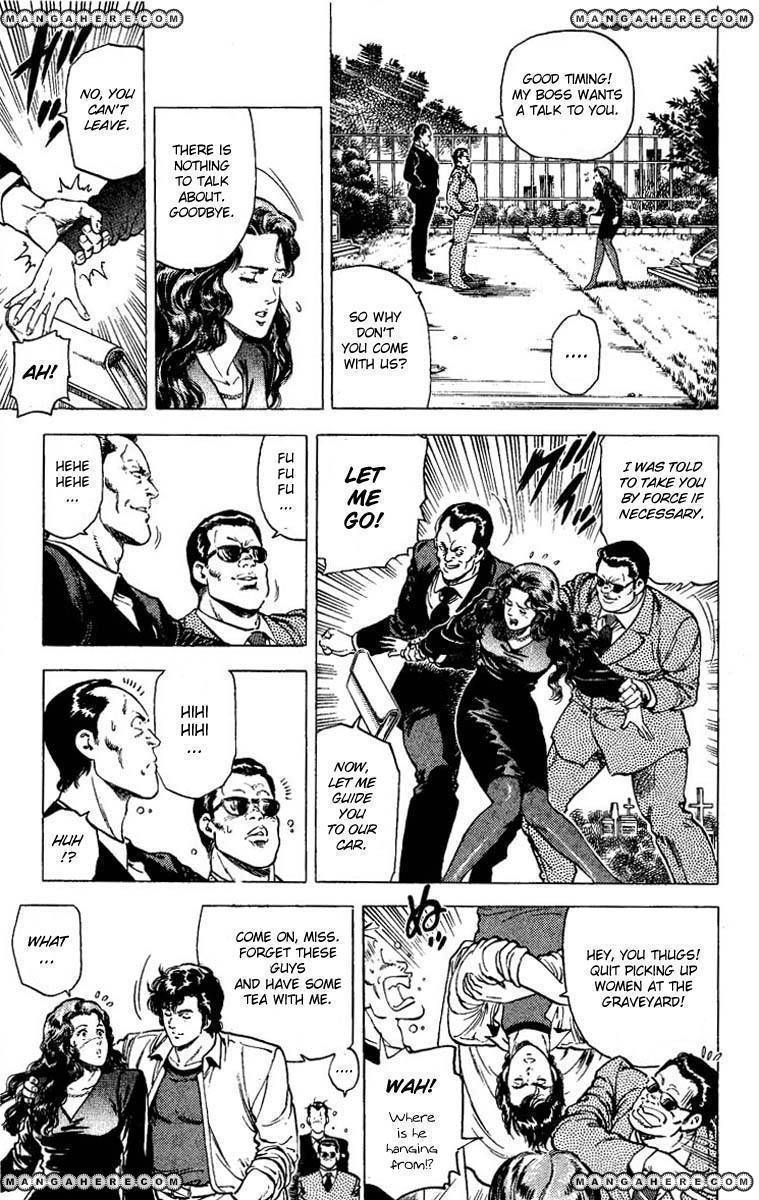 MANGAHERE.COM
MANGAHERE.COM
GOOD TIMING!
MY BOSS WANTS
A TALK TO YOU.
SO WHY
DON'T
YOU COME
WITH US?
....
THERE IS
NOTHING
TO TALK
ABOUT.
GOODBYE.
NO, YOU
CAN'T
LEAVE.
AH!
I WAS TOLD
TO TAKE YOU
BY FORCE IF
NECESSARY.
LET
ME
GO!
NOW,
LET ME
GUIDE
YOU
TO OUR
CAR.
FU
FU
FU
...
HEHE
HEHE
...
HIHI
HIHI
...
HUH
!?
HEY, YOU THUGS!
QUIT PICKING UP
WOMEN AT THE
GRAVEYARD!
ぬッ
WAH!
Where
is he
hanging
from!?
COME ON, MISS.
FORGET THESE
GUYS
AND HAVE SOME
TEA WITH ME.
WHAT
...
....
MANGAHERE.COM
MANGAHERE.COM